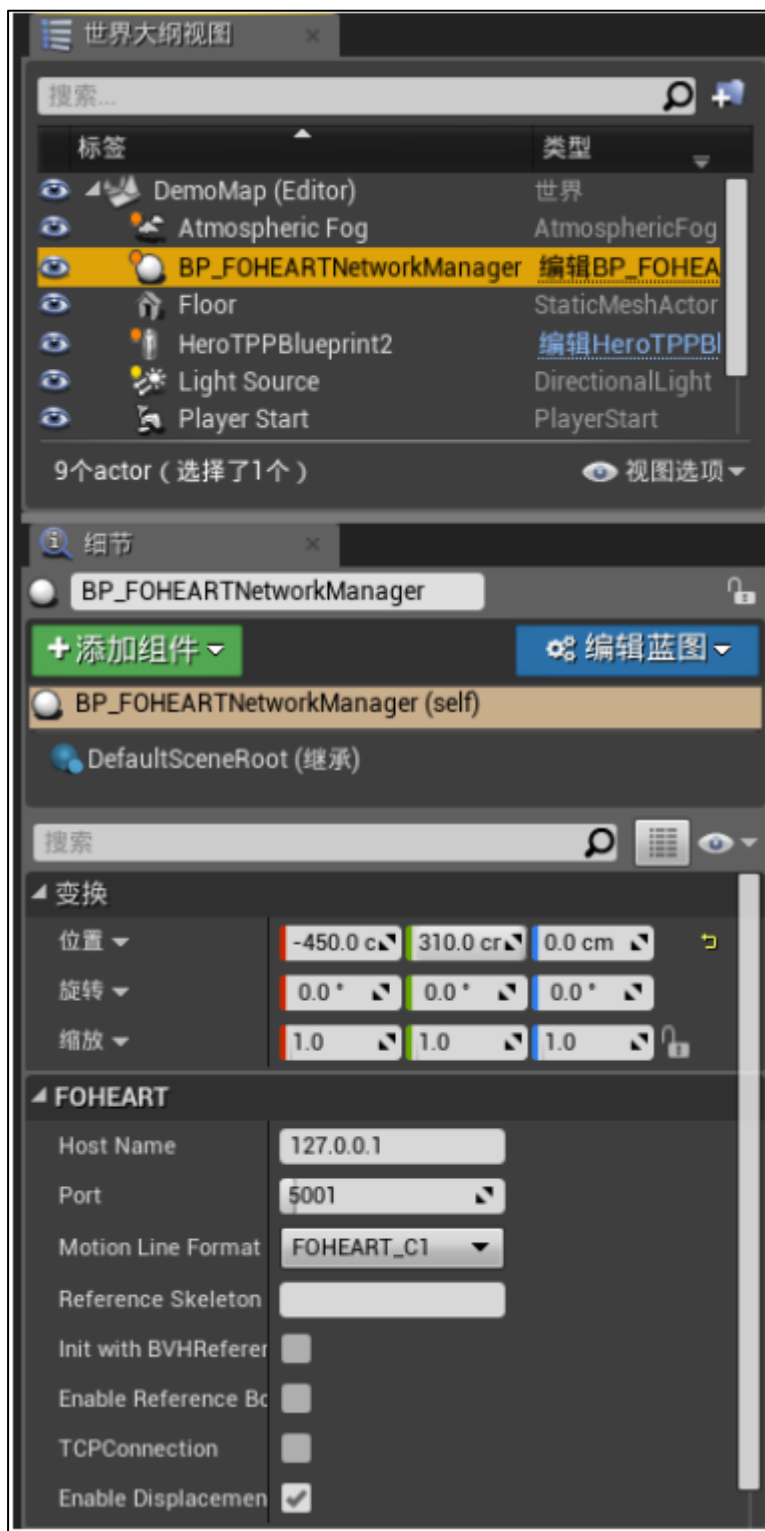 世界大纲视图
搜索...
标签 类型
DemoMap (Editor) 世界
Atmospheric Fog AtmosphericFog
BP_FOHEARTNetworkManager 编辑BP_FOHEA
Floor StaticMeshActor
HeroTPPBlueprint2 编辑HeroTPPBl
Light Source DirectionalLight
Player Start PlayerStart
9个actor（选择了1个） 视图选项
细节
BP_FOHEARTNetworkManager
+添加组件 编辑蓝图
BP_FOHEARTNetworkManager (self)
DefaultSceneRoot (继承)
搜索
变换
位置 -450.0 c 310.0 cr 0.0 cm
旋转 0.0 ° 0.0 ° 0.0 °
缩放 1.0 1.0 1.0
FOHEART
Host Name 127.0.0.1
Port 5001
Motion Line Format FOHEART_C1
Reference Skeleton
Init with BVHReferer
Enable Reference Bc
TCPConnection
Enable Displacemen